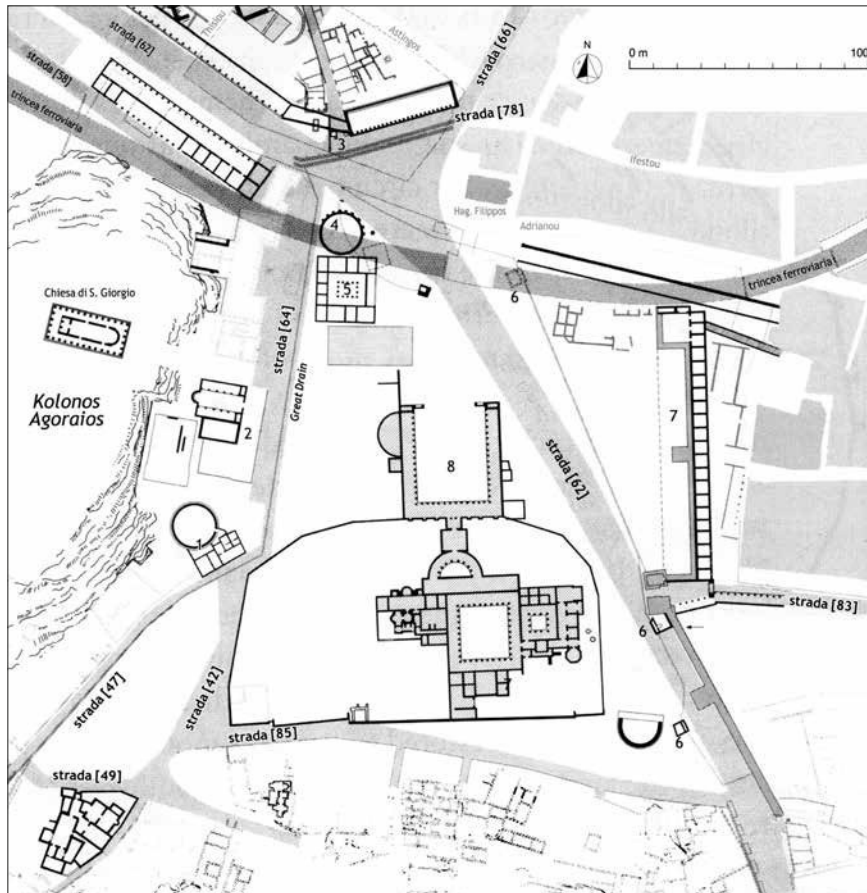 strada [62]
Thisiou
Astingos
strada [66]
N
0 m
100
strada [58]
trincea ferroviaria
strada [78]
3
Ifestou
Hag. Filippos
Adrianou
4
trincea ferroviaria
5
6
Chiesa di S. Giorgio
strada [64]
Great Drain
Kolonos
Agoraios
2
7
8
strada [62]
1
strada [83]
6
strada [47]
strada [42]
7
strada [85]
6
strada [49]